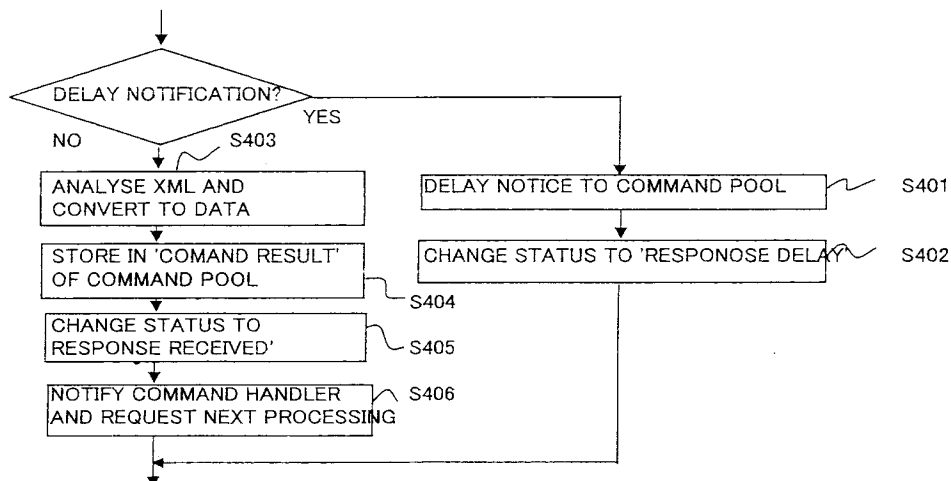 DELAY NOTIFICATION?
YES
NO
S403
ANALYSE XML AND
CONVERT TO DATA
DELAY NOTICE TO COMMAND POOL
S401
STORE IN 'COMAND RESULT'
OF COMMAND POOL
S404
CHANGE STATUS TO 'RESPONOSE DELAY
S402
CHANGE STATUS TO
RESPONSE RECEIVED'
S405
NOTIFY COMMAND HANDLER
AND REQUEST NEXT PROCESSING
S406